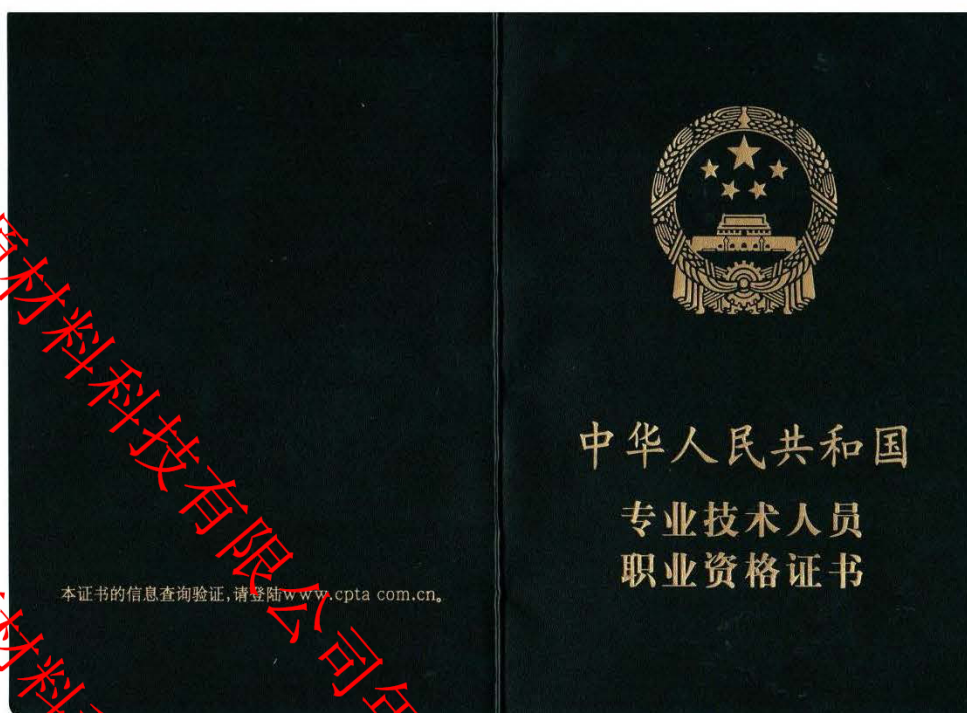 本证书的信息查询验证,请登陆www.cpta com.cn。
中华人民共和国
专业技术人员
职业资格证书
材料科技有限公司
材料